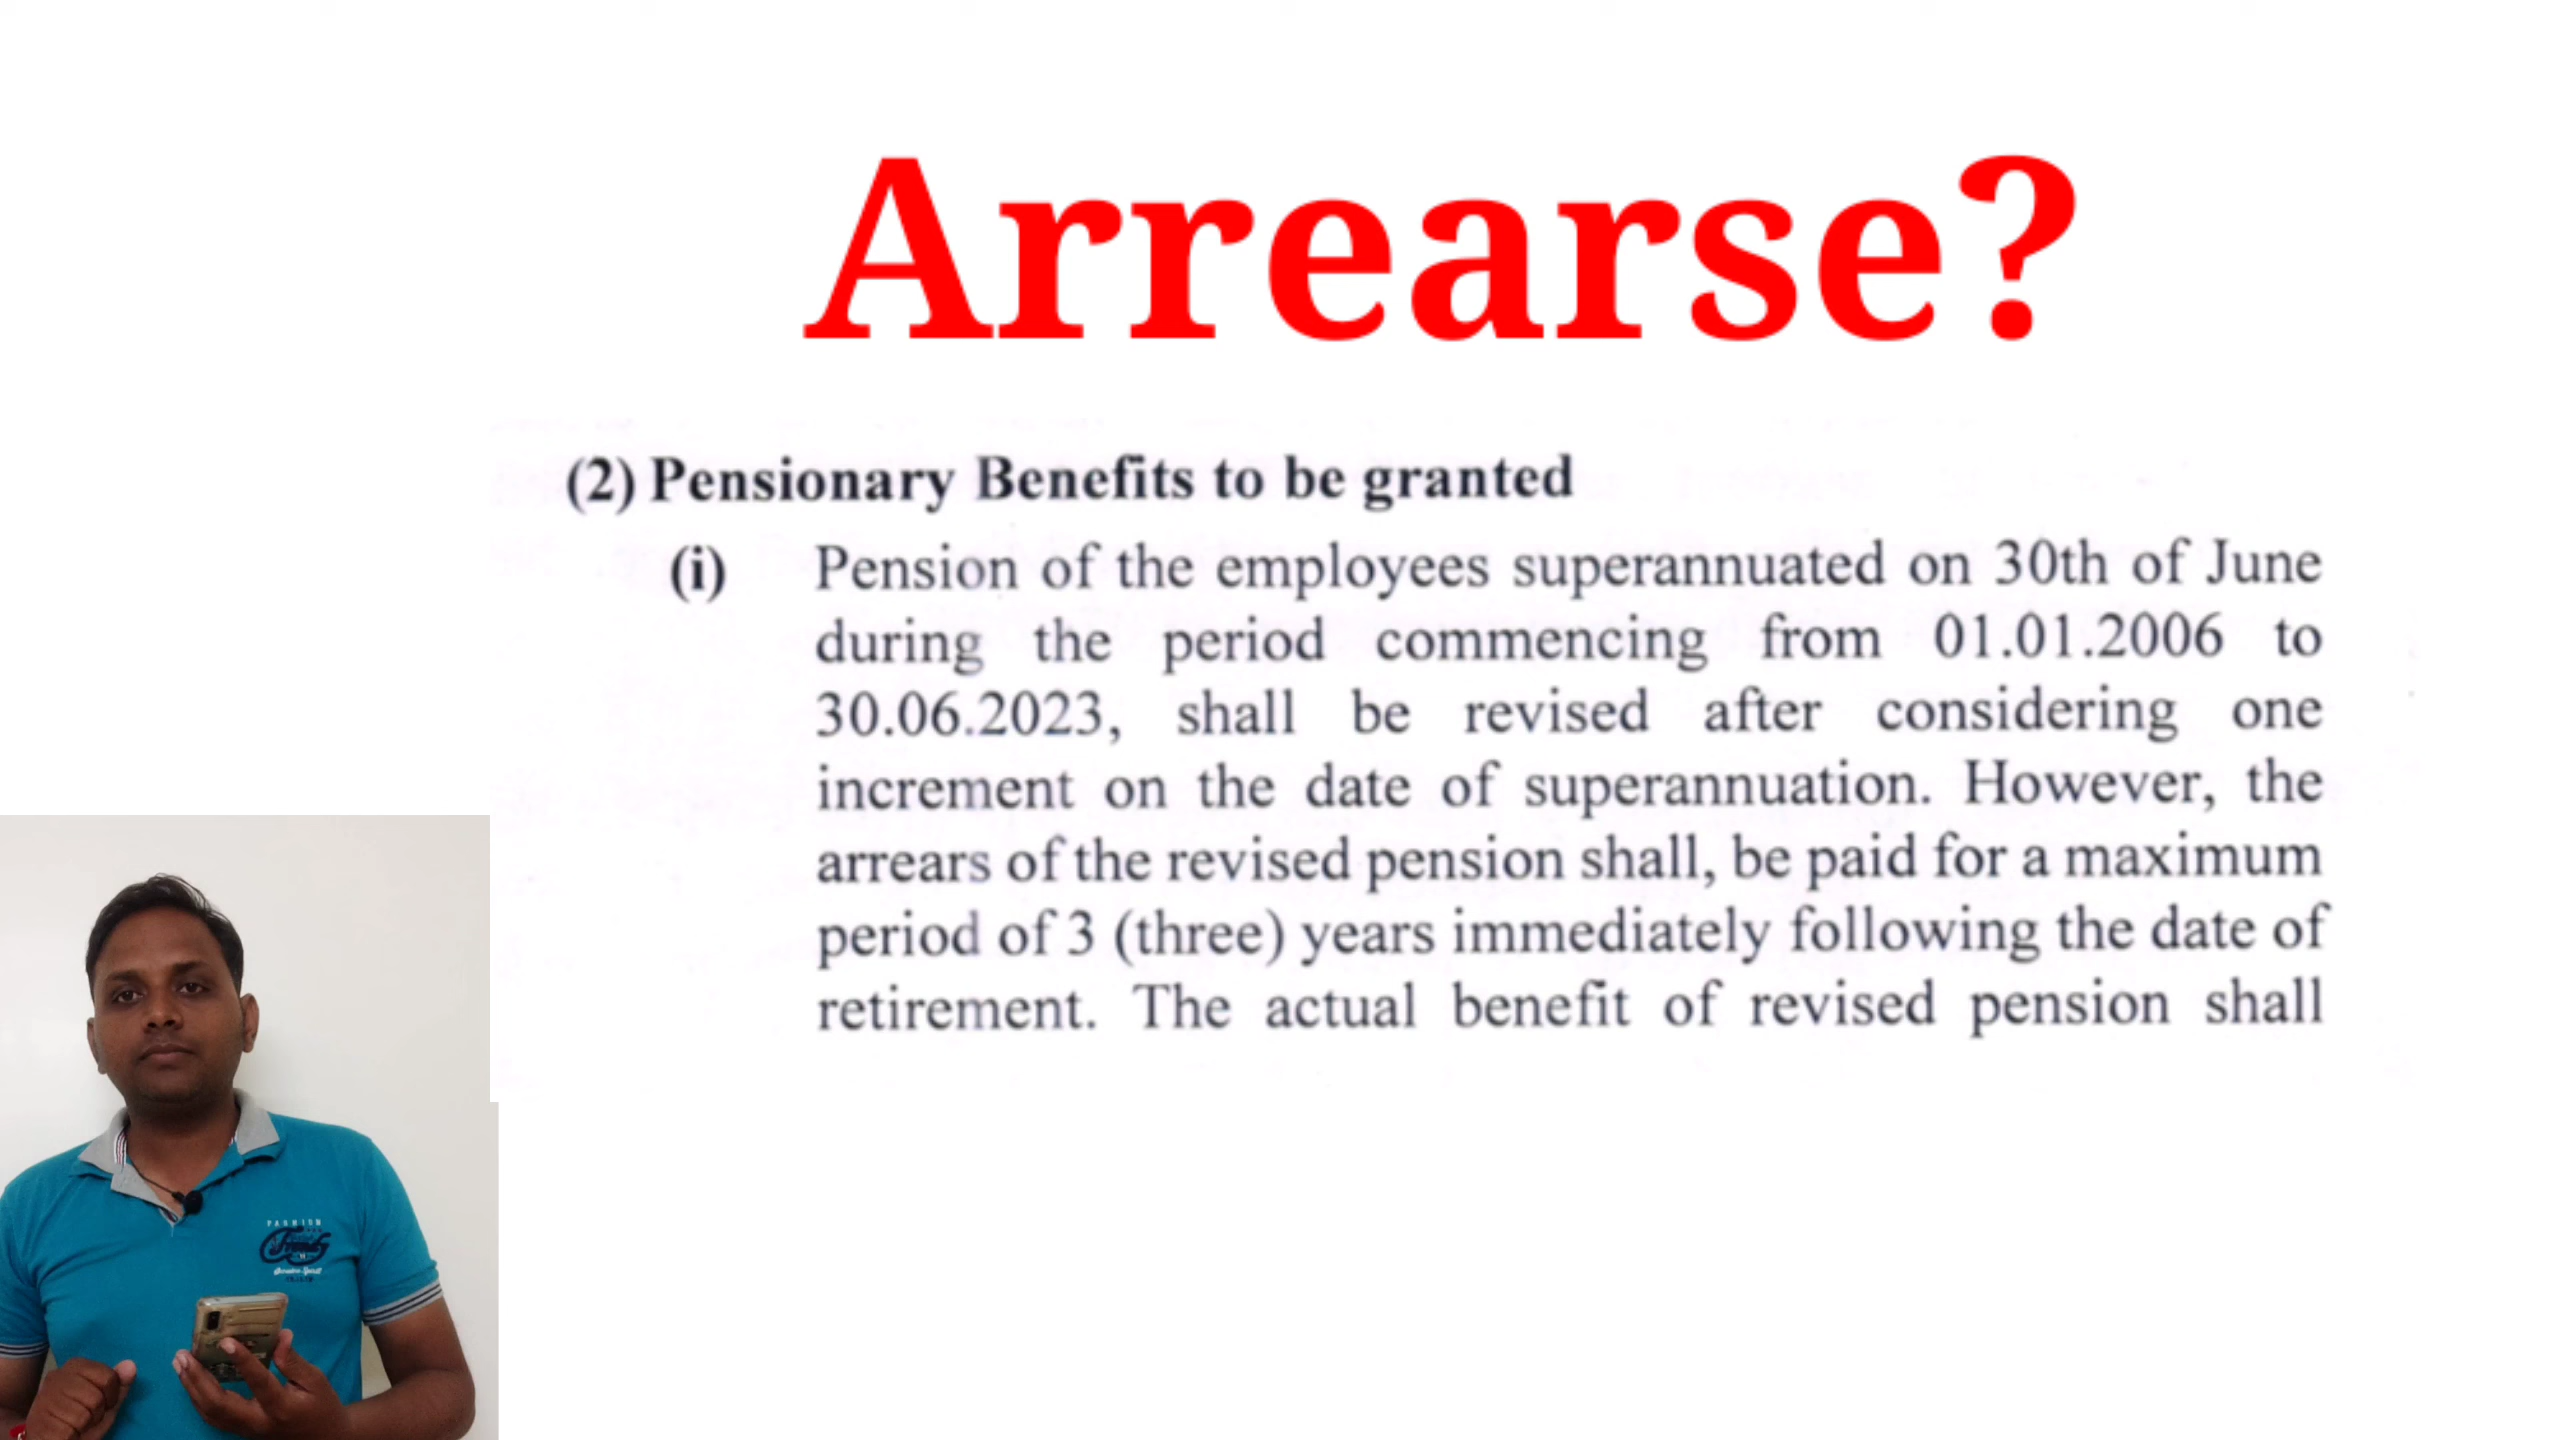 Arrearse?
(2) Pensionary Benefits to be granted
(i) Pension of the employees superannuated on 30th of June
during the period commencing from 01.01.2006 to
30.06.2023, shall be revised after considering one
increment on the date of superannuation. However, the
arrears of the revised pension shall, be paid for a maximum
period of 3 (three) years immediately following the date of
retirement. The actual benefit of revised pension shall
FASHION